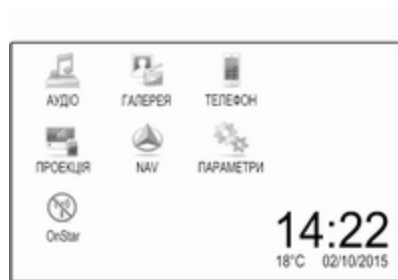 АУДІО ГАЛЕРЕЯ ТЕЛЕФОН
ПРОЕКЦІЯ NAV ПАРАМЕТРИ
OnStar
14:22
18°C 02/10/2015